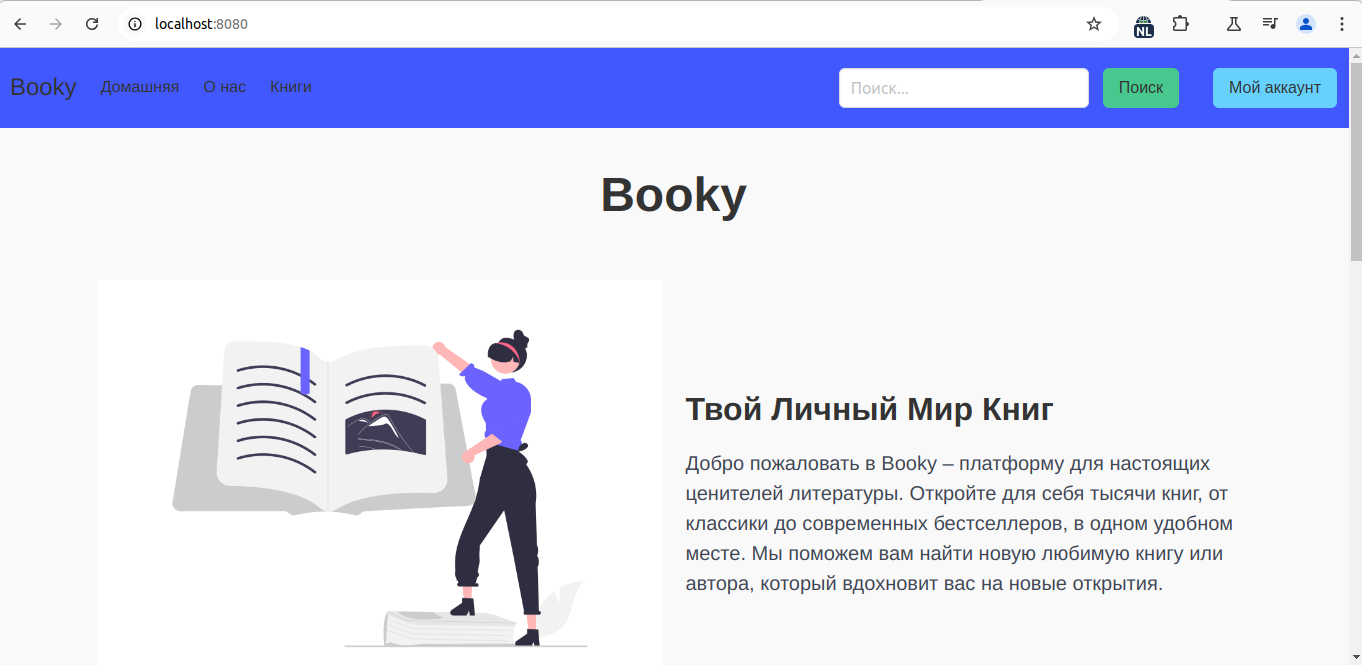 localhost:8080
NL
Booky Домашняя О нас Книги Поиск... Поиск Мой аккаунт
Booky
Твой Личный Мир Книг
Добро пожаловать в Booky – платформу для настоящих
ценителей литературы. Откройте для себя тысячи книг, от
классики до современных бестселлеров, в одном удобном
месте. Мы поможем вам найти новую любимую книгу или
автора, который вдохновит вас на новые открытия.